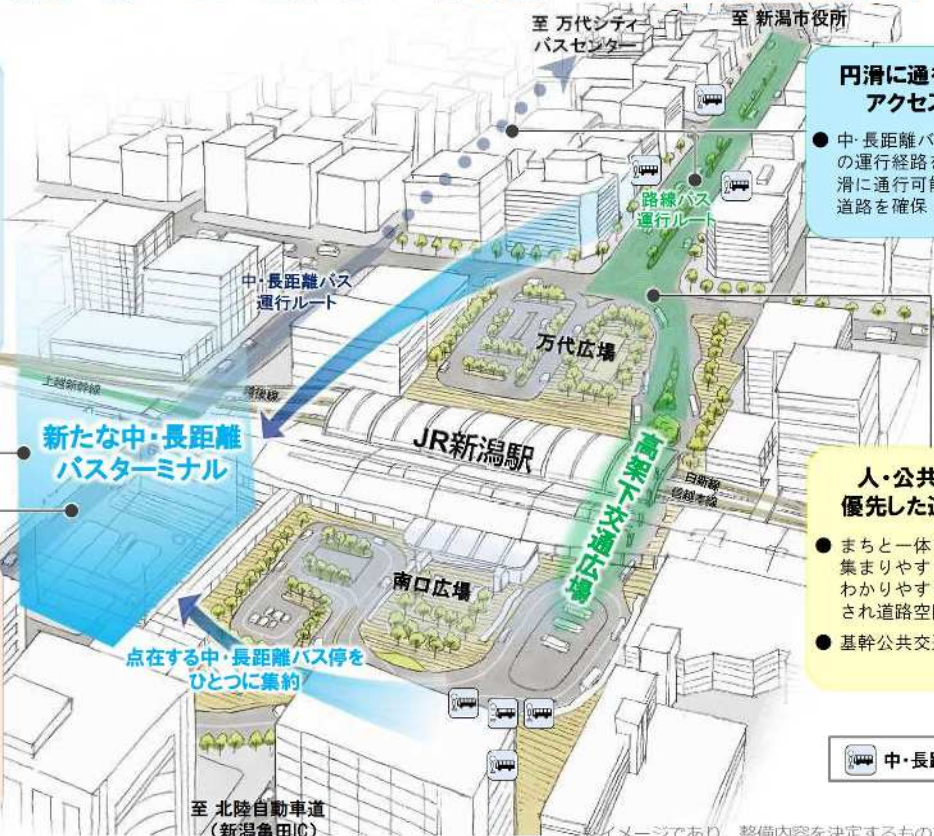 至 万代シティ
バスセンター
至 新潟市役所
円滑に通
アクセス
● 中・長距離バ
の運行経路を
滑に通行可能
道路を確保
路線バス
運行ルート
中・長距離バス
運行ルート
万代広場
上越新幹線
越後線
新たな中・長距離
バスターミナル
JR新潟駅
高架下交通広場
白新線
信越本線
人・公共
優先した
● まちと一体
集まりやす
わかりやす
され道路空
● 基幹公共交
南口広場
点在する中・長距離バス停を
ひとつに集約
中・長
至 北陸自動車道
（新潟亀田IC）
イメージであり、整備内容を決定するもの